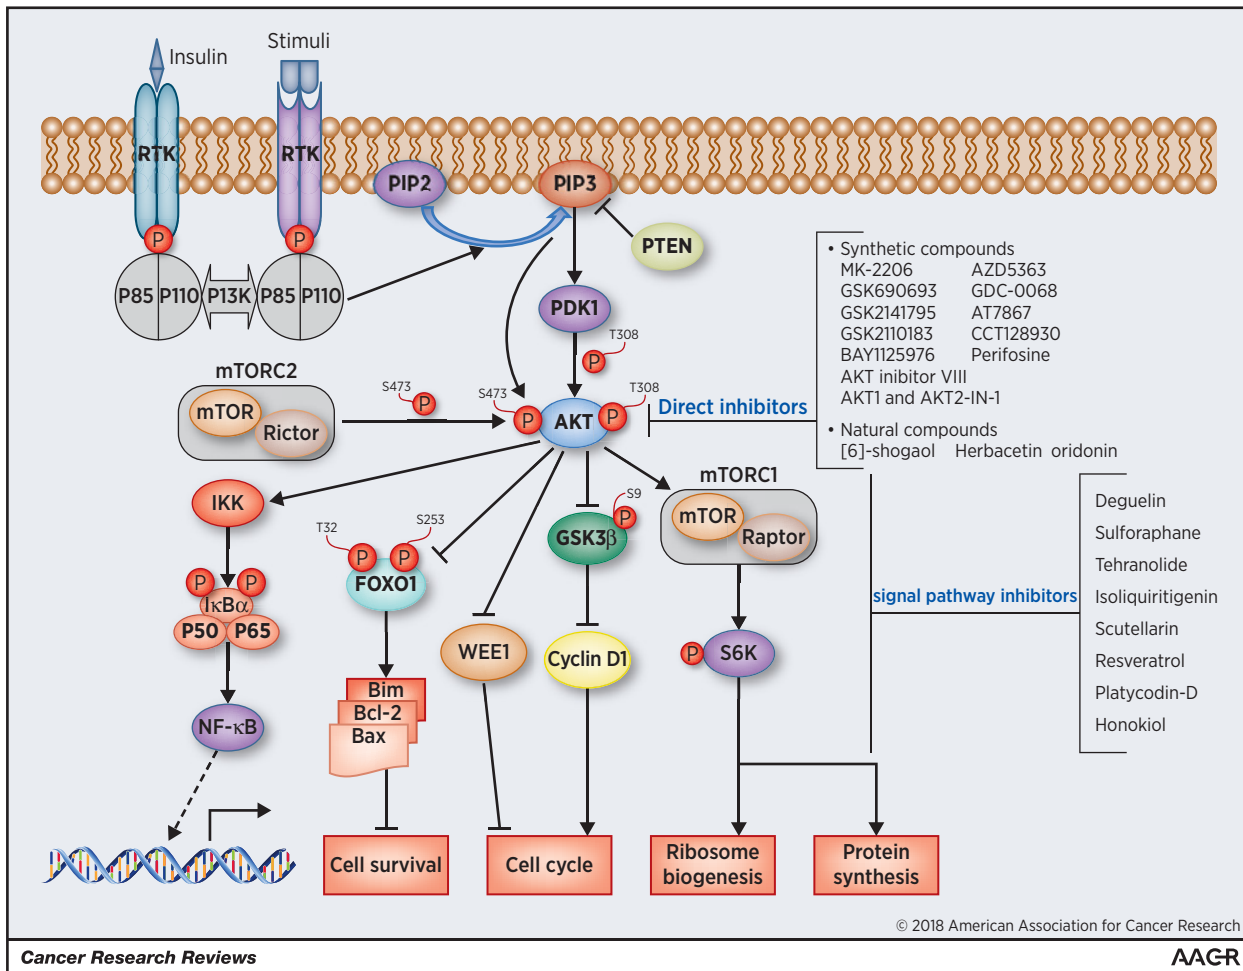 Insulin
Stimuli
RTK
RTK
PIP2
PIP3
P
P
PTEN
P85
P110
P13K
P85
P110
PDK1
T308
P
• Synthetic compounds
MK-2206 AZD5363
GSK690693 GDC-0068
GSK2141795 AT7867
GSK2110183 CCT128930
BAY1125976 Perifosine
AKT inibitor VIII
AKT1 and AKT2-IN-1
• Natural compounds
[6]-shogaol Herbacetin oridonin
Direct inhibitors
mTORC2
mTOR
Rictor
S473
P
S473
P
AKT
T308
P
IKK
P
P
IκBα
P50
P65
NF-κB
T32
S253
P
P
FOXO1
Bim
Bcl-2
Bax
WEE1
S9
P
GSK3β
Cyclin D1
mTORC1
mTOR
Raptor
P
S6K
signal pathway inhibitors
Deguelin
Sulforaphane
Tehranolide
Isoliquiritigenin
Scutellarin
Resveratrol
Platycodin-D
Honokiol
Cell survival
Cell cycle
Ribosome
biogenesis
Protein
synthesis
© 2018 American Association for Cancer Research
Cancer Research Reviews
AACR